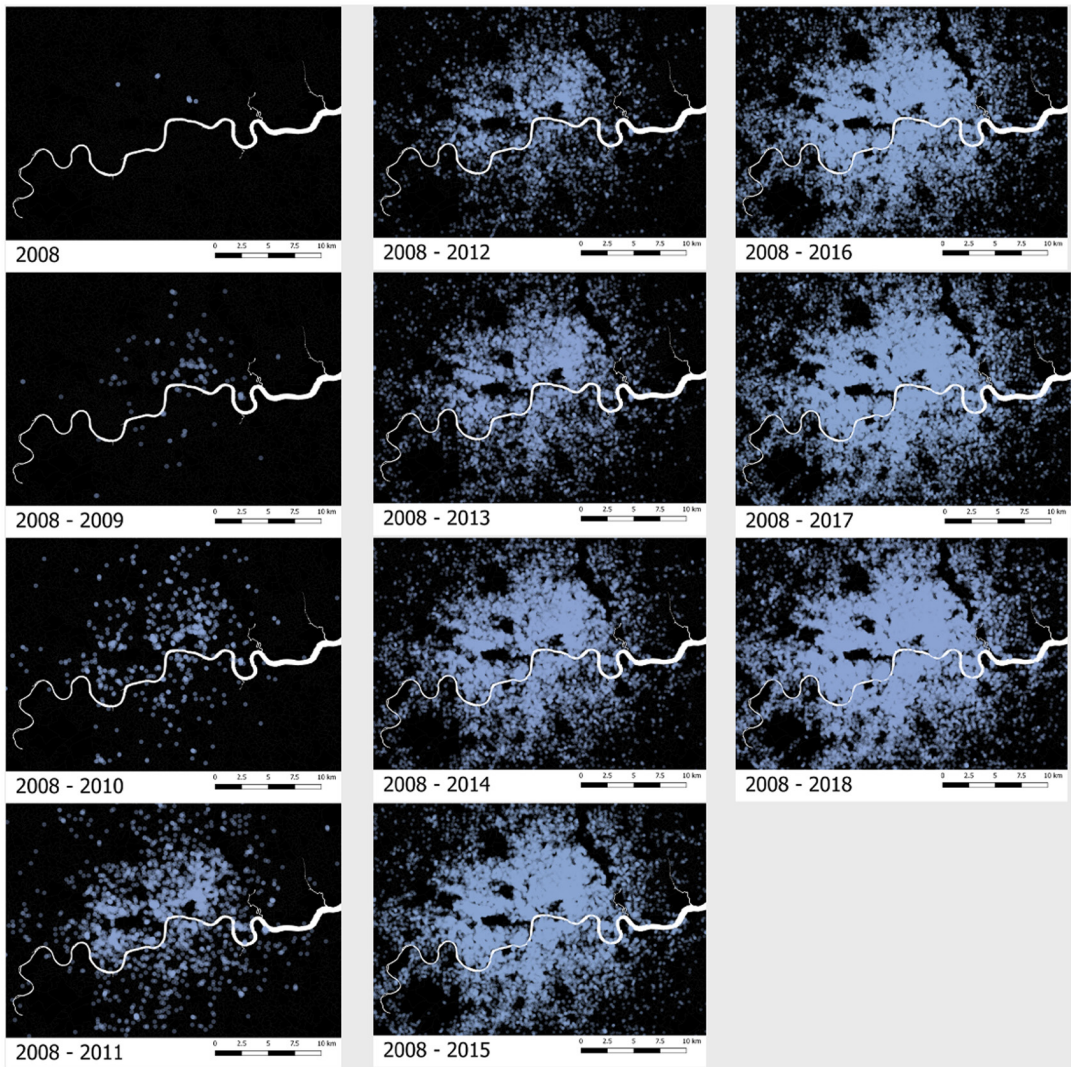 0 2.5 5 7.5 10 km
2008
0 2.5 5 7.5 10 km
2008 - 2009
0 2.5 5 7.5 10 km
2008 - 2010
0 2.5 5 7.5 10 km
2008 - 2011
0 2.5 5 7.5 10 km
2008 - 2012
0 2.5 5 7.5 10 km
2008 - 2013
0 2.5 5 7.5 10 km
2008 - 2014
0 2.5 5 7.5 10 km
2008 - 2015
0 2.5 5 7.5 10 km
2008 - 2016
0 2.5 5 7.5 10 km
2008 - 2017
0 2.5 5 7.5 10 km
2008 - 2018